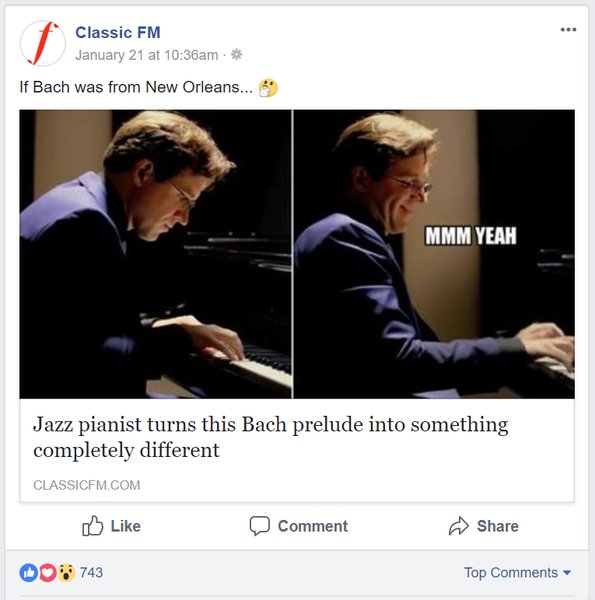 Classic FM
January 21 at 10:36am ·
If Bach was from New Orleans... 🤔
MMM YEAH
Jazz pianist turns this Bach prelude into something
completely different
CLASSICFM.COM
Like Comment Share
743 Top Comments